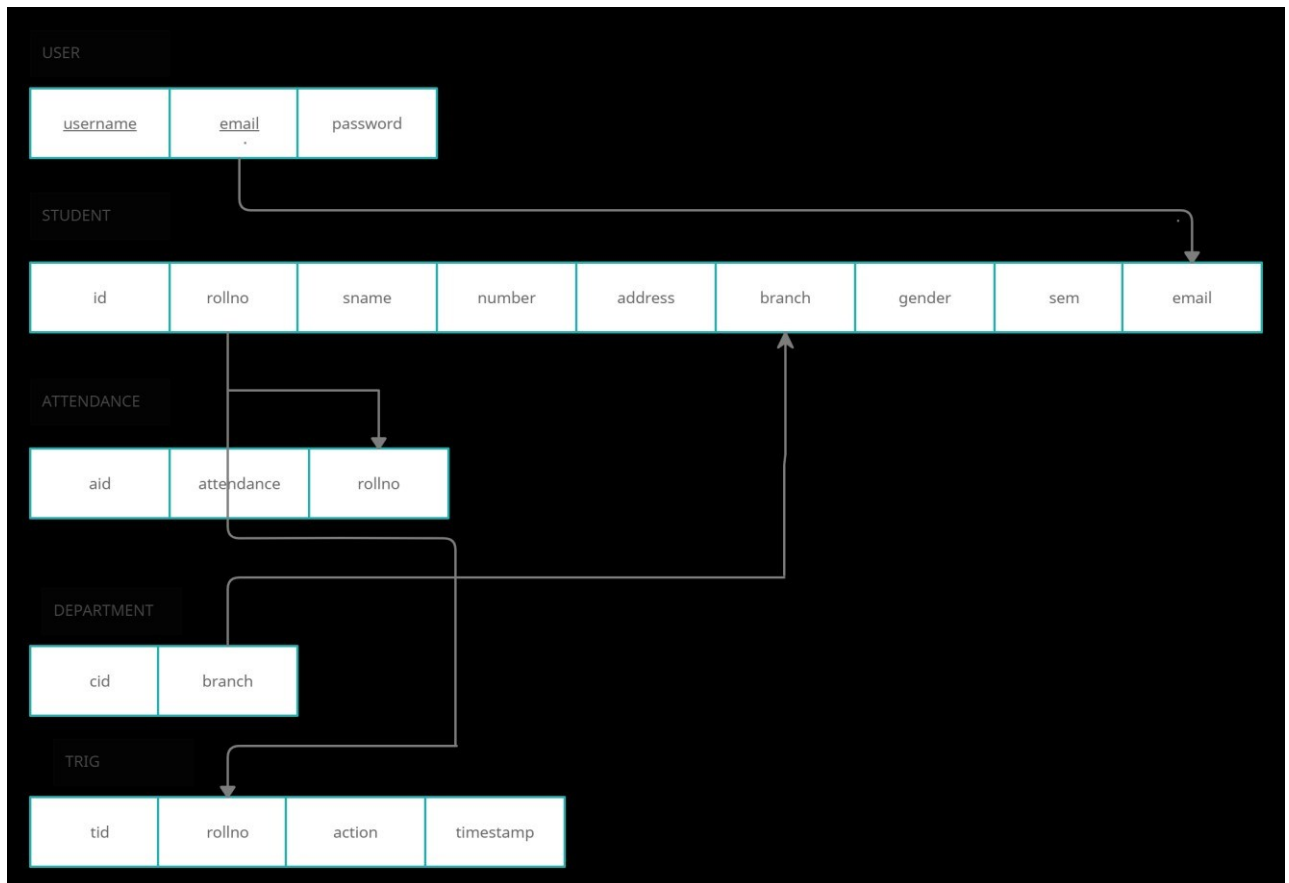 USER
username email password
STUDENT
id rollno sname number address branch gender sem email
ATTENDANCE
aid attendance rollno
DEPARTMENT
cid branch
TRIG
tid rollno action timestamp